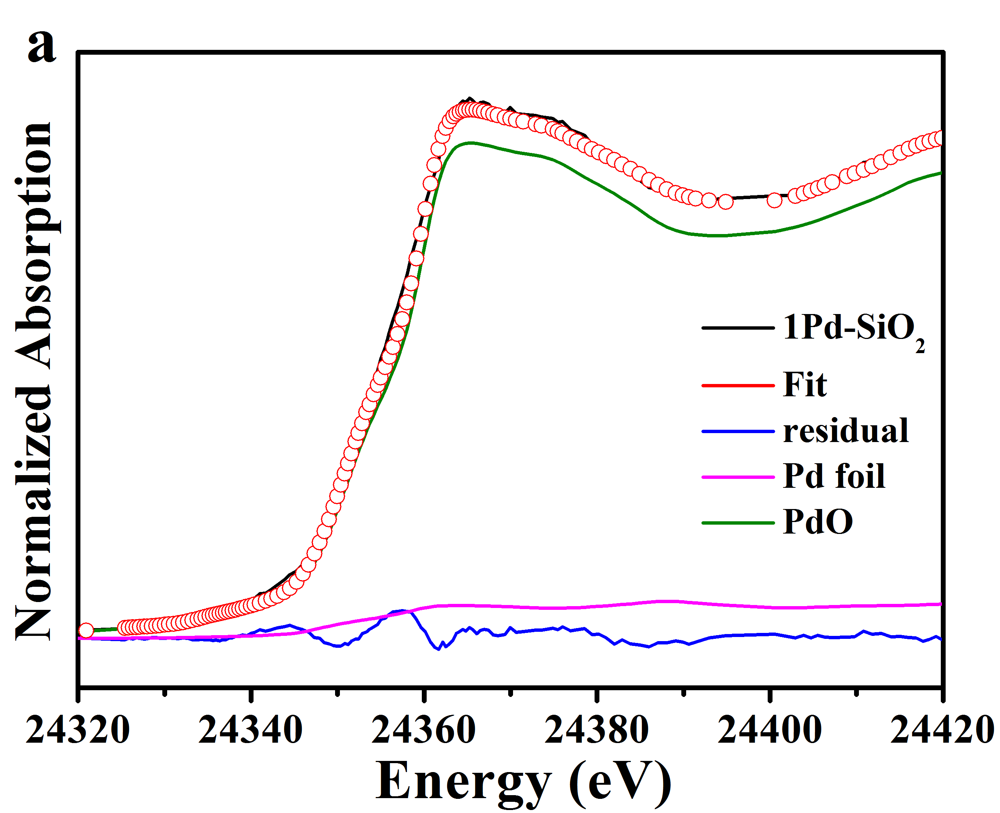 a
Normalized Absorption
1Pd-SiO₂
Fit
residual
Pd foil
PdO
24320 24340 24360 24380 24400 24420
Energy (eV)